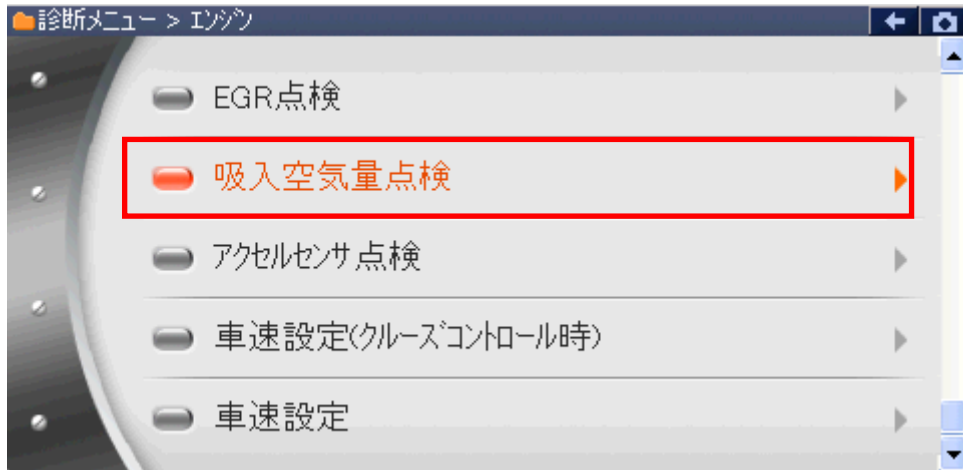 診断メニュー > エンジン
EGR点検
吸入空気量点検
アクセルセンサ点検
車速設定(クルーズコントロール時)
車速設定